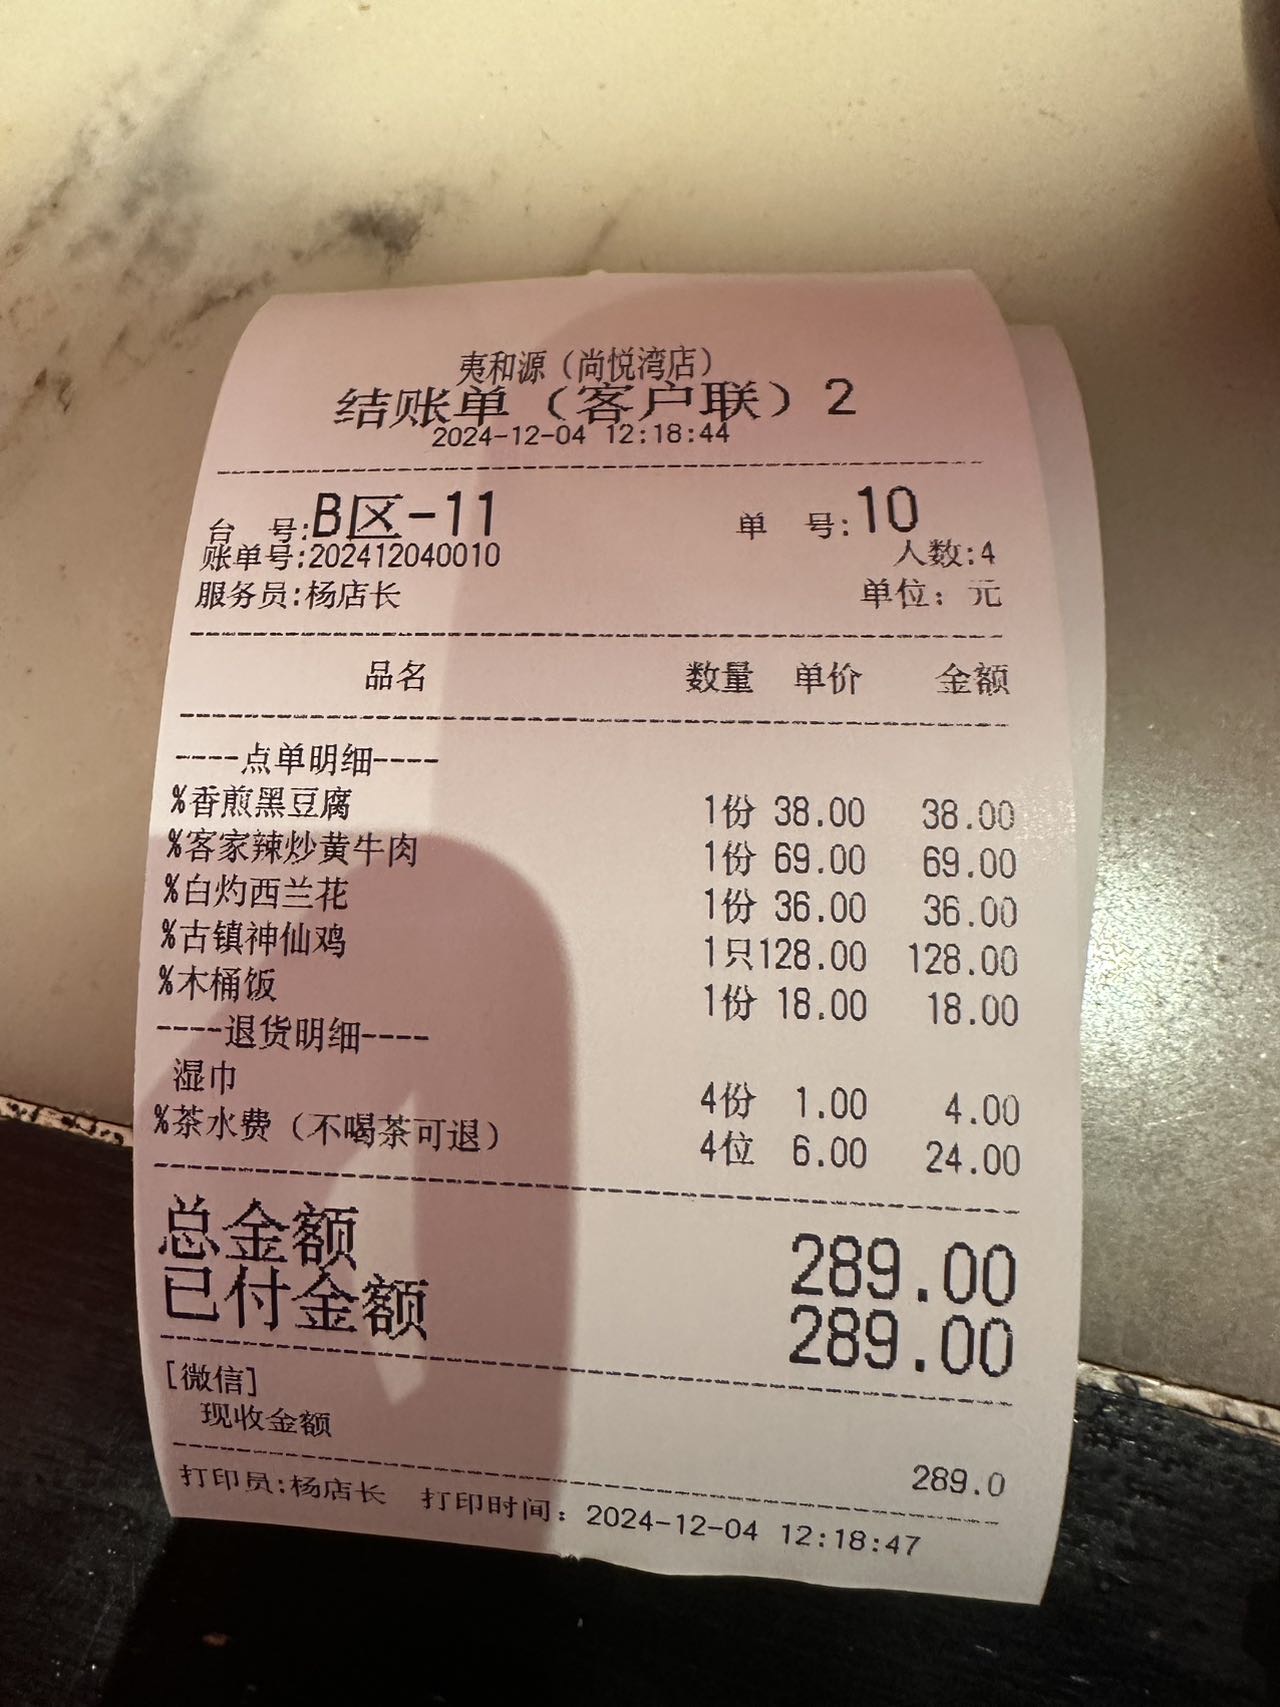 夷和源（尚悦湾店）
结账单（客户联）2
2024-12-04 12:18:44
台 号:B区-11 单 号:10
账单号:202412040010 人数:4
服务员:杨店长 单位：元
品名 数量 单价 金额
----点单明细----
%香煎黑豆腐 1份 38.00 38.00
%客家辣炒黄牛肉 1份 69.00 69.00
%白灼西兰花 1份 36.00 36.00
%古镇神仙鸡 1只128.00 128.00
%木桶饭 1份 18.00 18.00
----退货明细----
湿巾 4份 1.00 4.00
%茶水费（不喝茶可退） 4位 6.00 24.00
总金额 289.00
已付金额 289.00
[微信]
现收金额 289.0
打印员:杨店长 打印时间：2024-12-04 12:18:47